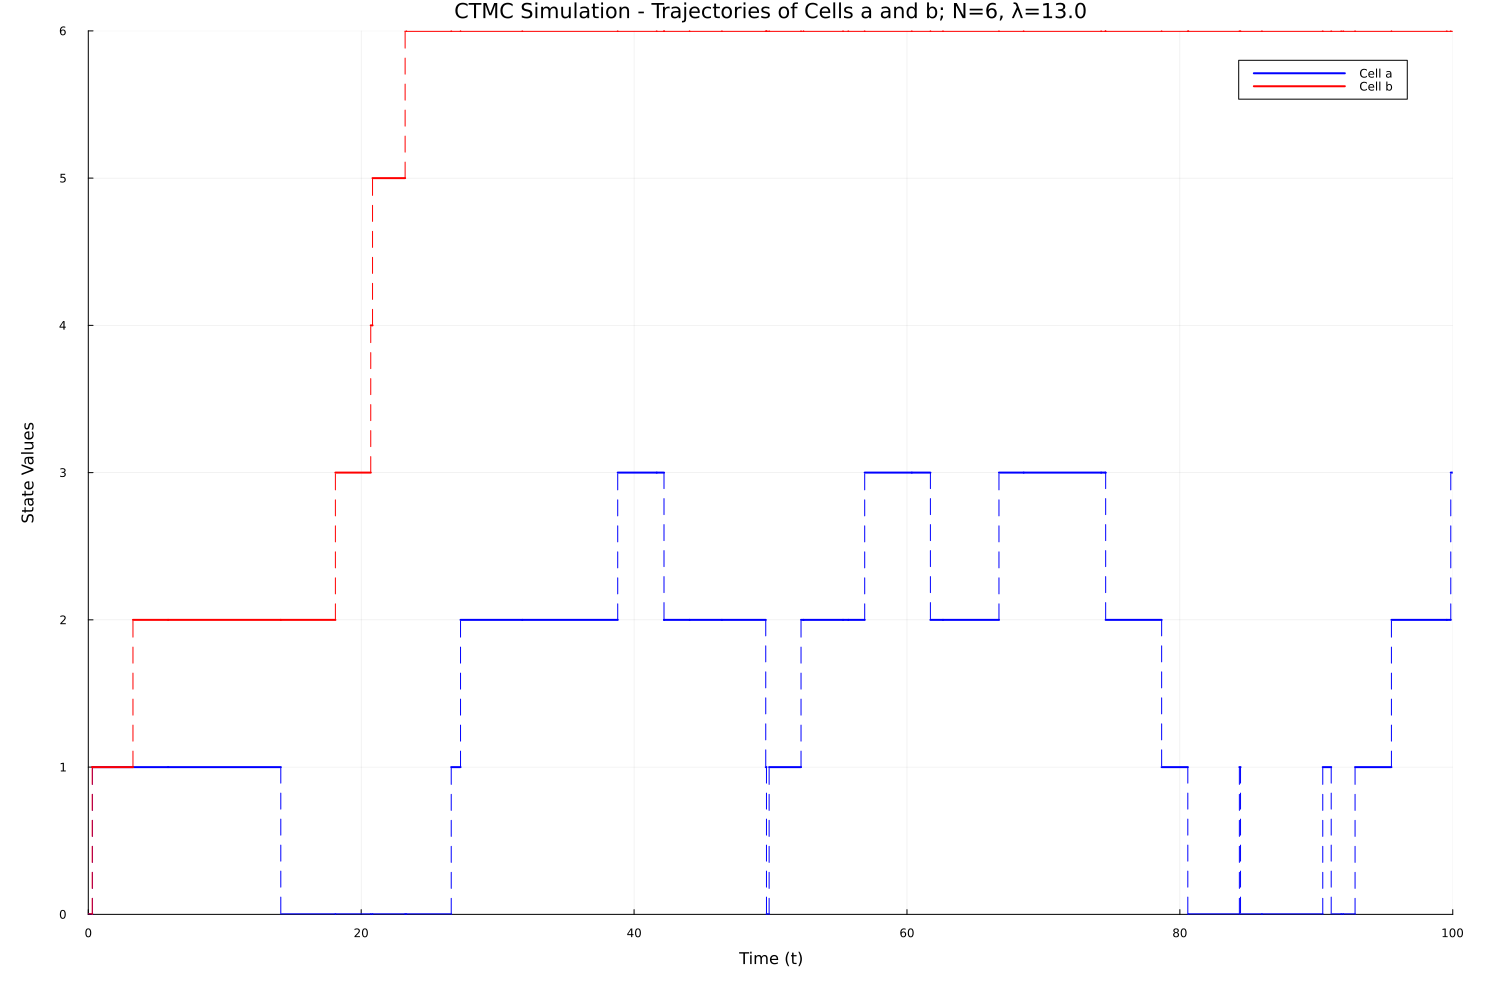 CTMC Simulation - Trajectories of Cells a and b; N=6, λ=13.0
6
Cell a
Cell b
5
4
State Values
3
2
1
0
0 20 40 60 80 100
Time (t)